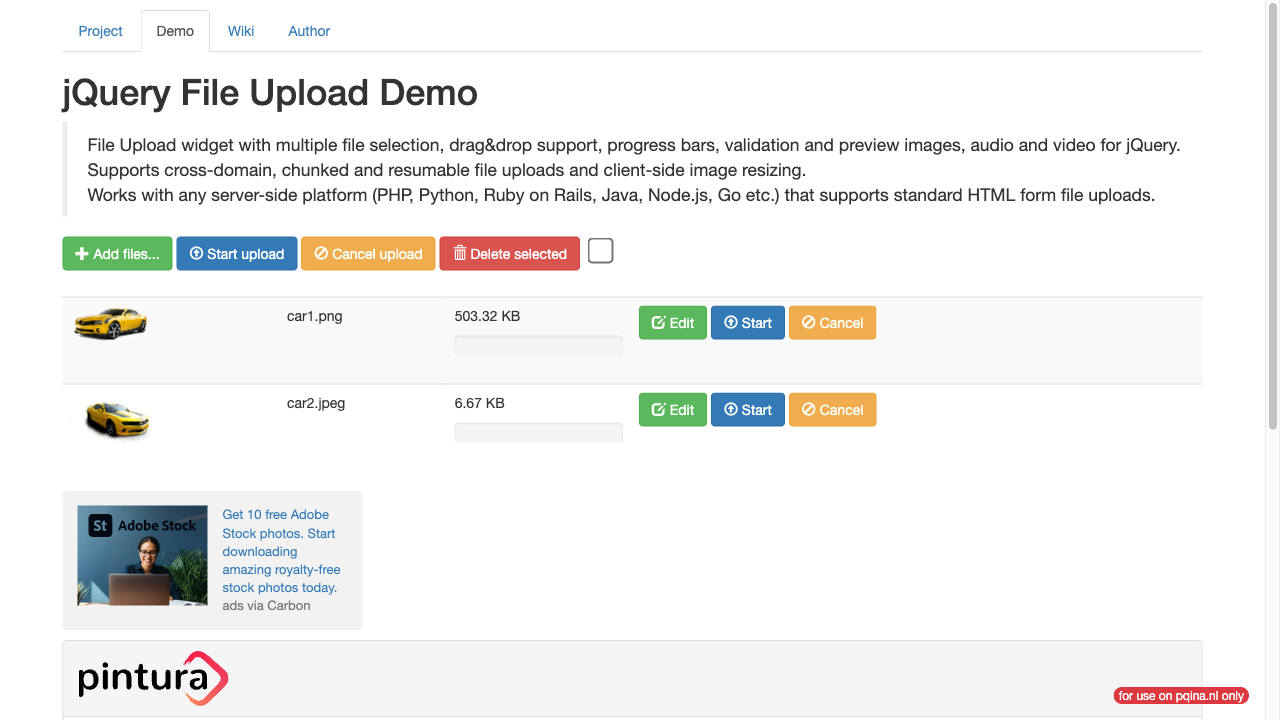 Project Demo Wiki Author
jQuery File Upload Demo
File Upload widget with multiple file selection, drag&drop support, progress bars, validation and preview images, audio and video for jQuery.
Supports cross-domain, chunked and resumable file uploads and client-side image resizing.
Works with any server-side platform (PHP, Python, Ruby on Rails, Java, Node.js, Go etc.) that supports standard HTML form file uploads.
Add files... Start upload Cancel upload Delete selected
car1.png 503.32 KB Edit Start Cancel
car2.jpeg 6.67 KB Edit Start Cancel
St Adobe Stock
Get 10 free Adobe
Stock photos. Start
downloading
amazing royalty-free
stock photos today.
ads via Carbon
pintura
for use on pqina.nl only